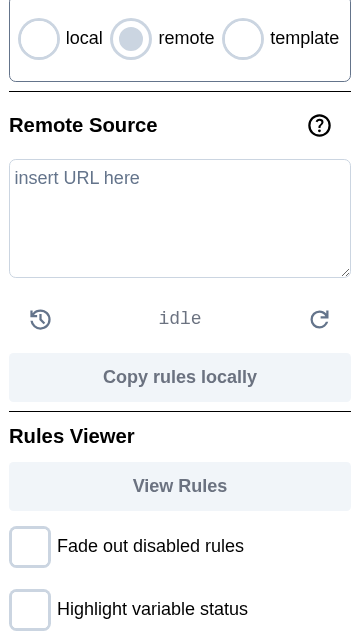 local remote template
Remote Source
insert URL here
idle
Copy rules locally
Rules Viewer
View Rules
Fade out disabled rules
Highlight variable status